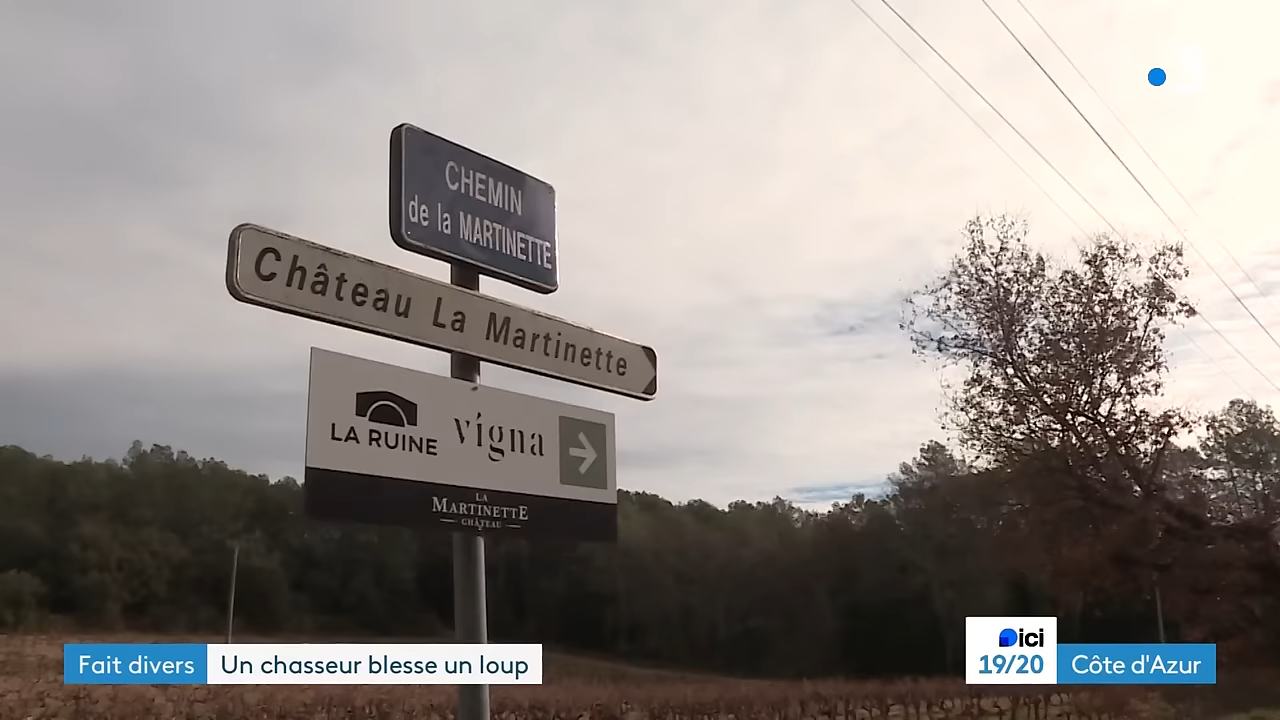 CHEMIN
de la MARTINETTE
Château La Martinette
LA RUINE
vigna
LA
MARTINETTE
CHÂTEAU
ici
19/20
Côte d'Azur
Fait divers
Un chasseur blesse un loup